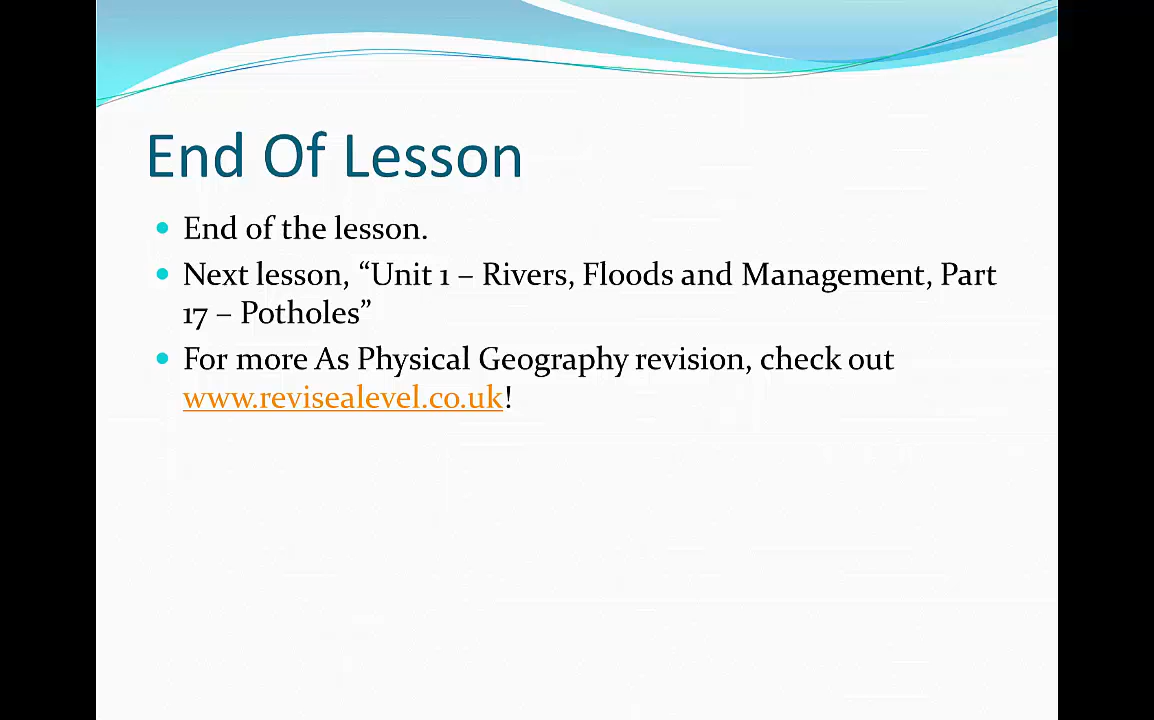 End Of Lesson
End of the lesson.
Next lesson, “Unit 1 – Rivers, Floods and Management, Part
17 – Potholes”
For more As Physical Geography revision, check out
www.revisealevel.co.uk!